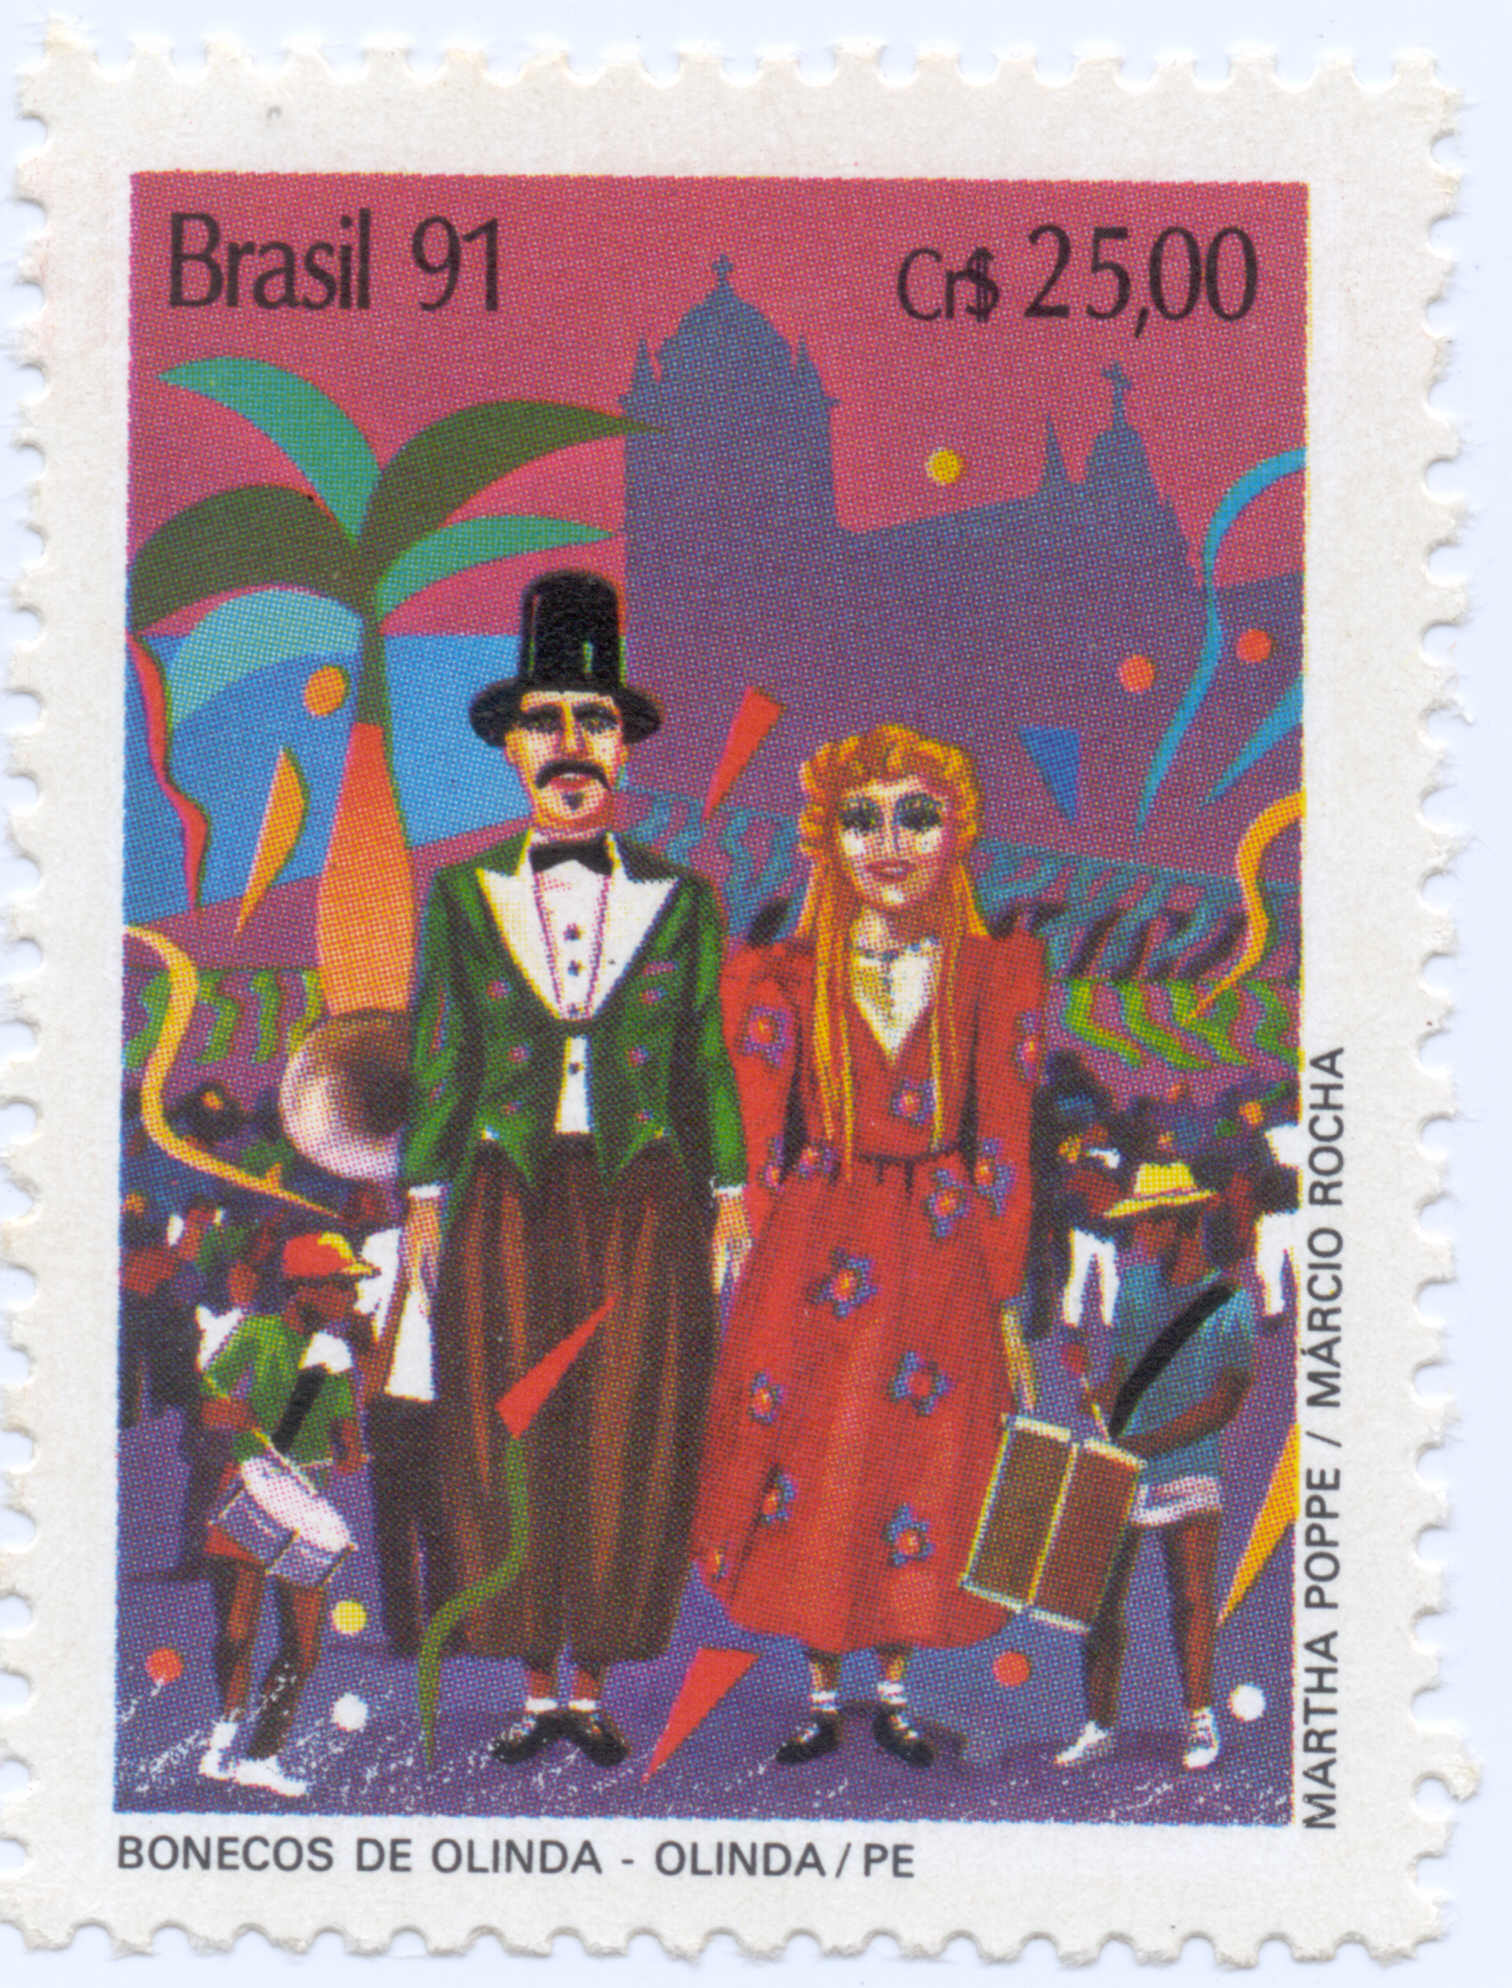 Brasil 91
Cr$ 25,00
MARTHA POPPE / MÁRCIO ROCHA
BONECOS DE OLINDA - OLINDA/PE